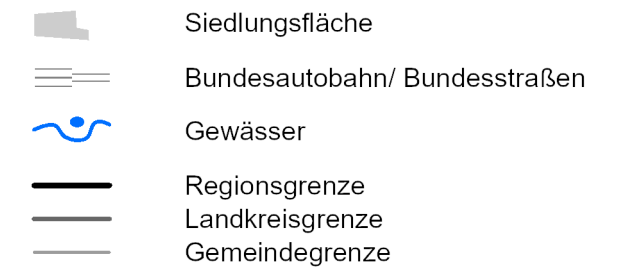 Siedlungsfläche
Bundesautobahn/ Bundesstraßen
Gewässer
Regionsgrenze
Landkreisgrenze
Gemeindegrenze